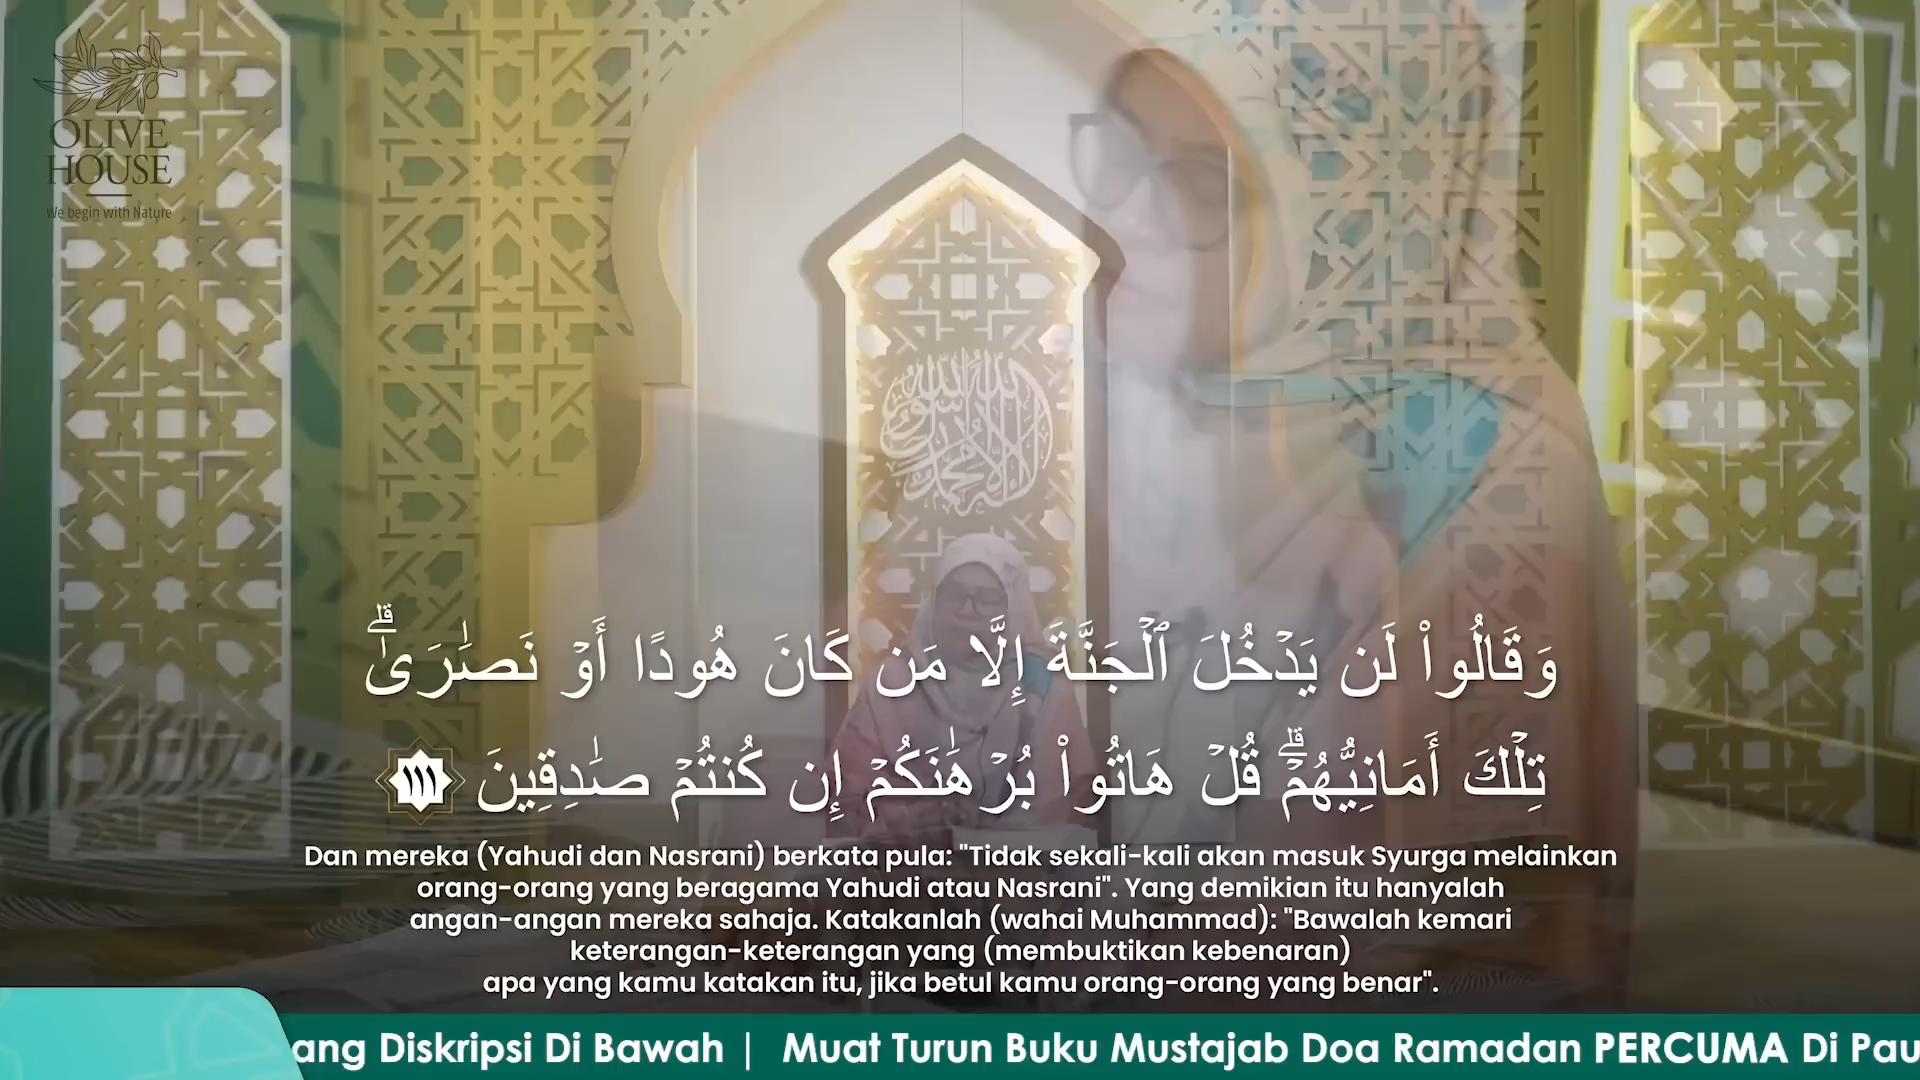 OLIVE
HOUSE
We begin with Nature
وَقَالُوا۟ لَن يَدْخُلَ ٱلْجَنَّةَ إِلَّا مَن كَانَ هُودًا أَوْ نَصَٰرَىٰ ۗ
تِلْكَ أَمَانِيُّهُمْ ۗ قُلْ هَاتُوا۟ بُرْهَٰنَكُمْ إِن كُنتُمْ صَٰدِقِينَ ١١١
Dan mereka (Yahudi dan Nasrani) berkata pula: "Tidak sekali-kali akan masuk Syurga melainkan
orang-orang yang beragama Yahudi atau Nasrani". Yang demikian itu hanyalah
angan-angan mereka sahaja. Katakanlah (wahai Muhammad): "Bawalah kemari
keterangan-keterangan yang (membuktikan kebenaran)
apa yang kamu katakan itu, jika betul kamu orang-orang yang benar".
ang Diskripsi Di Bawah | Muat Turun Buku Mustajab Doa Ramadan PERCUMA Di Pau